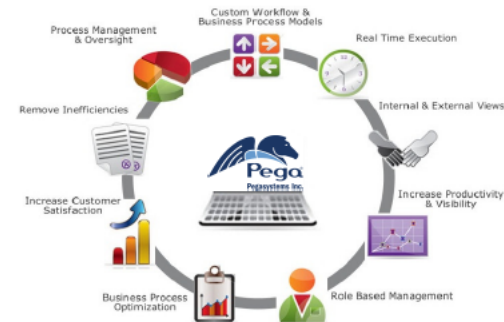 Custom Workflow &
Business Process Models
Process Management
& Oversight
Real Time Execution
Remove Inefficiencies
Internal & External Views
Pega
Pegasystems Inc.
Increase Customer
Satisfaction
Increase Productivity
& Visibility
Business Process
Optimization
Role Based Management